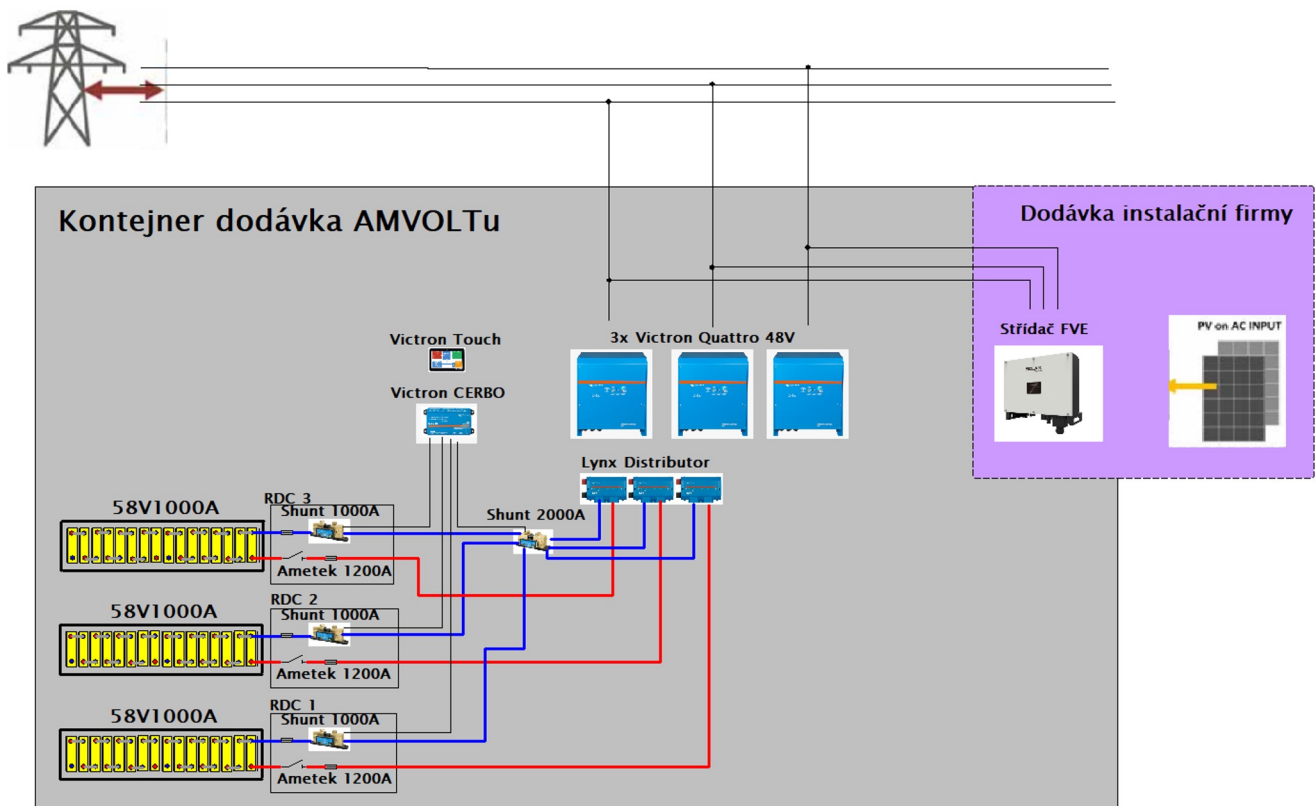 Kontejner dodávka AMVOLTu
Dodávka instalační firmy
Střídač FVE
PV on AC INPUT
Victron Touch
3x Victron Quattro 48V
Victron CERBO
Lynx Distributor
58V1000A
RDC 3
Shunt 1000A
Shunt 2000A
Ametek 1200A
58V1000A
RDC 2
Shunt 1000A
Ametek 1200A
58V1000A
RDC 1
Shunt 1000A
Ametek 1200A